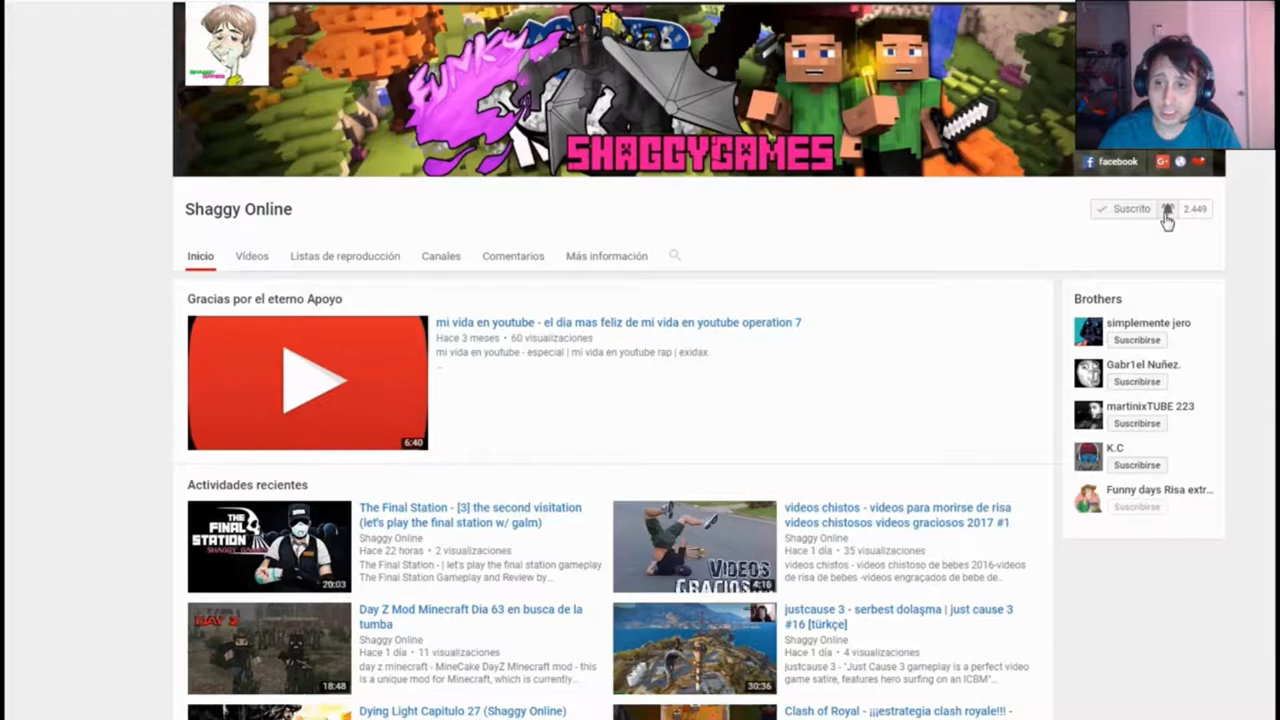 FUNKY
SHAGGYGAMES
facebook
Shaggy Online
Suscrito
2.449
Inicio
Vídeos
Listas de reproducción
Canales
Comentarios
Más información
Gracias por el eterno Apoyo
mi vida en youtube - el dia mas feliz de mi vida en youtube operation 7
Hace 3 meses • 60 visualizaciones
mi vida en youtube - especial | mi vida en youtube rap | exidax.
...
6:40
Brothers
simplemente jero
Suscribirse
Gabr1el Nuñez.
Suscribirse
martinixTUBE 223
Suscribirse
K.C
Suscribirse
Funny days Risa extr...
Suscribirse
Actividades recientes
THE
FINAL
STATION
20:03
The Final Station - [3] the second visitation
(let's play the final station w/ galm)
Shaggy Online
Hace 22 horas • 2 visualizaciones
The Final Station - | let's play the final station gameplay
The Final Station Gameplay and Review by...
VIDEOS
GRACIOS
4:16
videos chistos - videos para morirse de risa
videos chistosos videos graciosos 2017 #1
Shaggy Online
Hace 1 día • 35 visualizaciones
videos chistos - videos chistoso de bebes 2016-videos
de risa de bebes -videos engraçados de bebe de...
DAY Z
18:48
Day Z Mod Minecraft Dia 63 en busca de la
tumba
Shaggy Online
Hace 1 día • 11 visualizaciones
day z minecraft - MineCake DayZ Minecraft mod - this
is a unique mod for Minecraft, which is currently...
30:36
justcause 3 - serbest dolaşma | just cause 3
#16 [türkçe]
Shaggy Online
Hace 1 día • 4 visualizaciones
justcause 3 - "Just Cause 3 gameplay is a perfect video
game satire, features hero surfing on an ICBM"...
Dying Light Capitulo 27 (Shaggy Online)
Clash of Royal - ¡¡¡estrategia clash royale!!! -